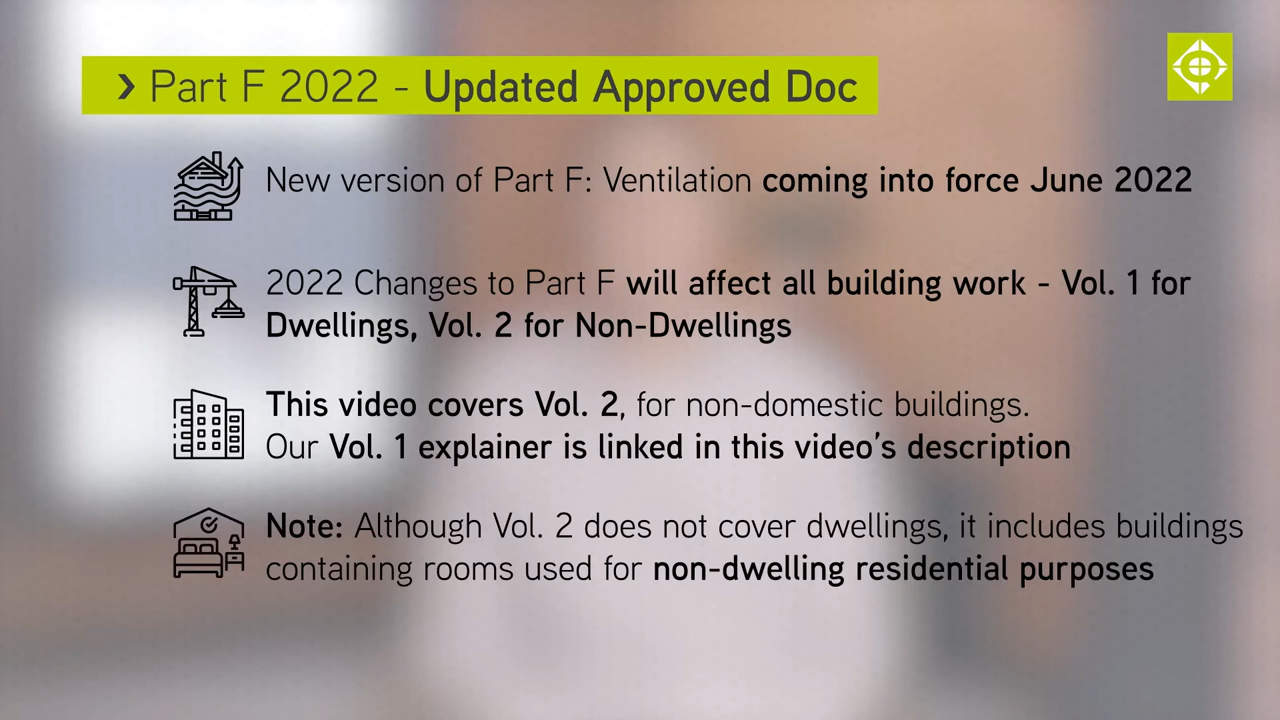 Part F 2022 - Updated Approved Doc
New version of Part F: Ventilation coming into force June 2022
2022 Changes to Part F will affect all building work - Vol. 1 for
Dwellings, Vol. 2 for Non-Dwellings
This video covers Vol. 2, for non-domestic buildings.
Our Vol. 1 explainer is linked in this video’s description
Note: Although Vol. 2 does not cover dwellings, it includes buildings
containing rooms used for non-dwelling residential purposes